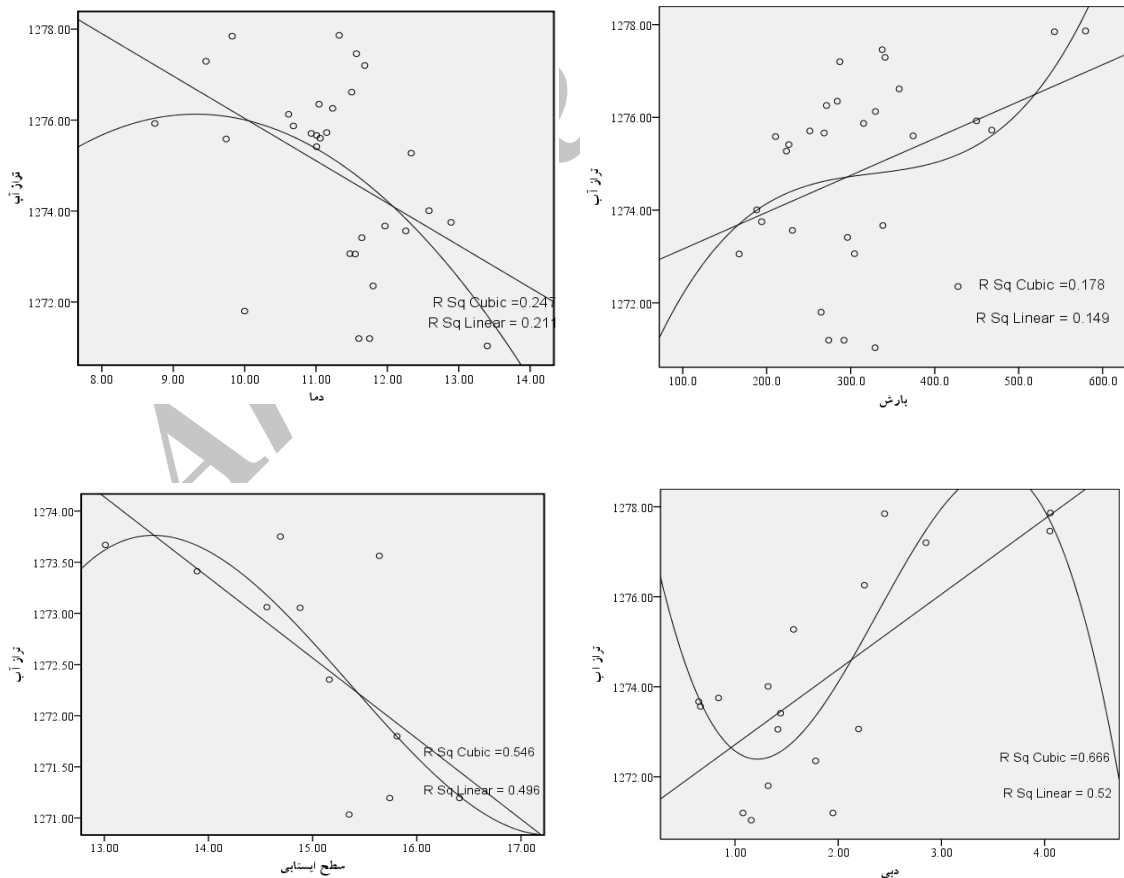 1278.00
1276.00
1274.00
1272.00
تراز آب
R Sq Cubic =0.247
R Sq Linear = 0.211
8.00 9.00 10.00 11.00 12.00 13.00 14.00
دما
1278.00
1276.00
1274.00
1272.00
تراز آب
R Sq Cubic =0.178
R Sq Linear = 0.149
100.0 200.0 300.0 400.0 500.0 600.0
بارش
1274.00
1273.50
1273.00
1272.50
1272.00
1271.50
1271.00
تراز آب
R Sq Cubic =0.546
R Sq Linear = 0.496
13.00 14.00 15.00 16.00 17.00
سطح ایستابی
1278.00
1276.00
1274.00
1272.00
تراز اب
R Sq Cubic =0.666
R Sq Linear = 0.52
1.00 2.00 3.00 4.00
دبی